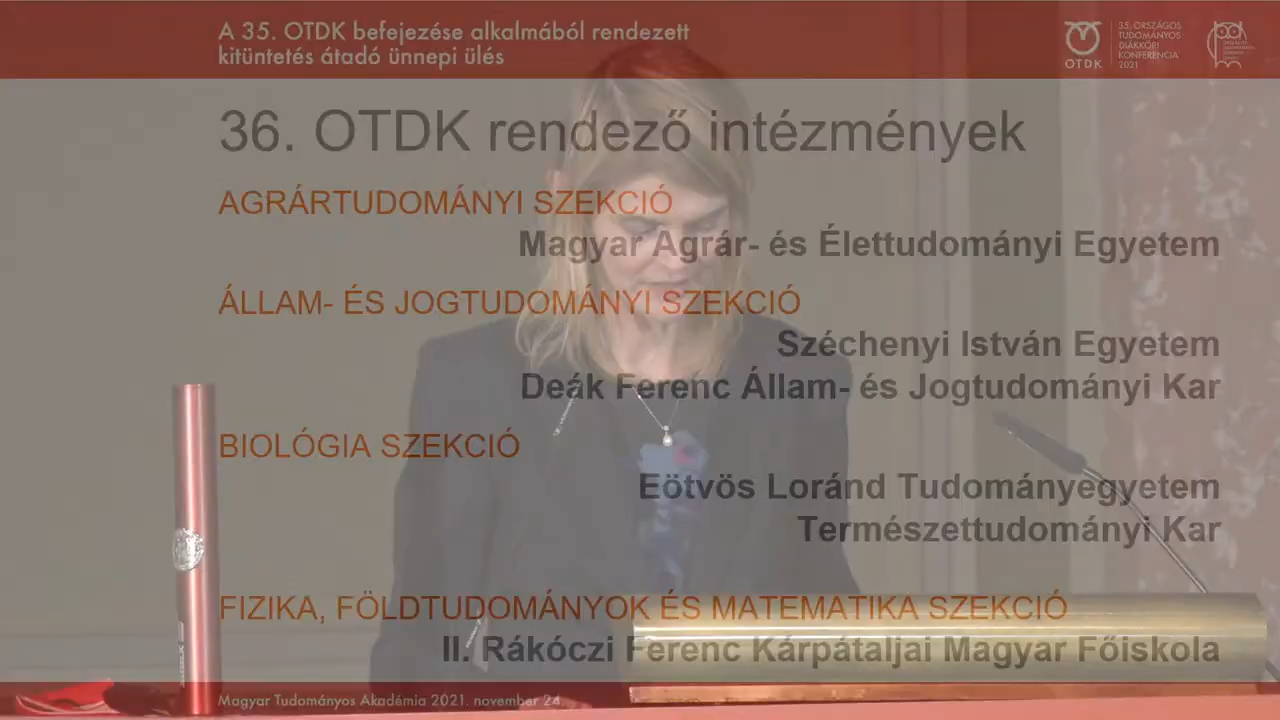 A 35. OTDK befejezése alkalmából rendezett
kitüntetés átadó ünnepi ülés
OTDK
35. ORSZÁGOS
TUDOMÁNYOS
DIÁKKÖRI
KONFERENCIA
2021
36. OTDK rendező intézmények
AGRÁRTUDOMÁNYI SZEKCIÓ
Magyar Agrár- és Élettudományi Egyetem
ÁLLAM- ÉS JOGTUDOMÁNYI SZEKCIÓ
Széchenyi István Egyetem
Deák Ferenc Állam- és Jogtudományi Kar
BIOLÓGIA SZEKCIÓ
Eötvös Loránd Tudományegyetem
Természettudományi Kar
FIZIKA, FÖLDTUDOMÁNYOK ÉS MATEMATIKA SZEKCIÓ
II. Rákóczi Ferenc Kárpátaljai Magyar Főiskola
Magyar Tudományos Akadémia 2021. november 24.